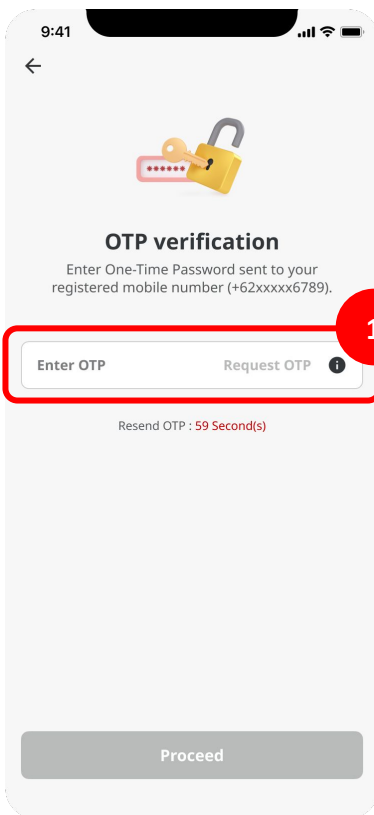 9:41
OTP verification
Enter One-Time Password sent to your
registered mobile number (+62xxxxx6789).
1
Enter OTP Request OTP
Resend OTP : 59 Second(s)
Proceed